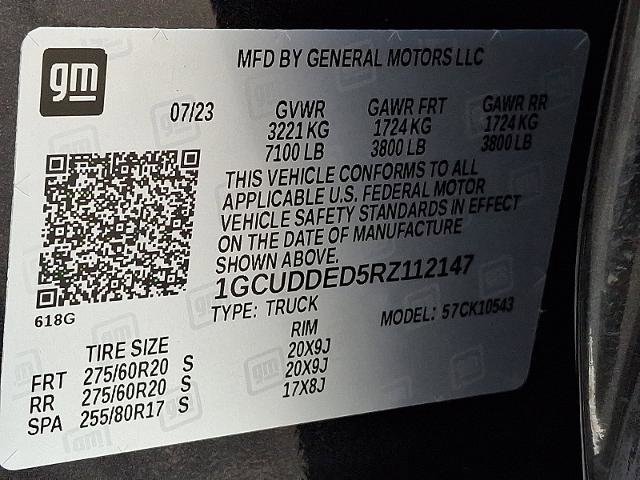 gm
MFD BY GENERAL MOTORS LLC
07/23 GVWR GAWR FRT GAWR RR
3221 KG 1724 KG 1724 KG
7100 LB 3800 LB 3800 LB
THIS VEHICLE CONFORMS TO ALL
APPLICABLE U.S. FEDERAL MOTOR
VEHICLE SAFETY STANDARDS IN EFFECT
ON THE DATE OF MANUFACTURE
SHOWN ABOVE.
1GCUDDED5RZ112147
618G
TYPE: TRUCK MODEL: 57CK10543
TIRE SIZE RIM
FRT 275/60R20 S 20X9J
RR 275/60R20 S 20X9J
SPA 255/80R17 S 17X8J